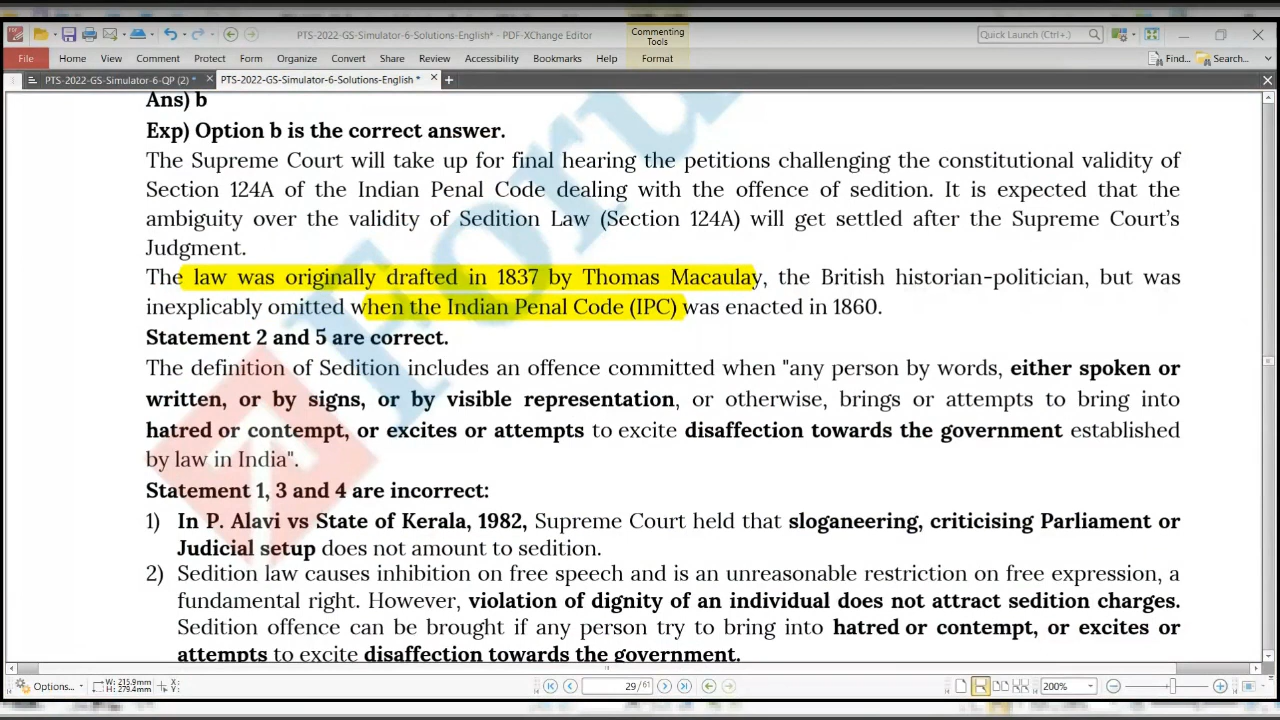 Commenting
Tools
PTS-2022-GS-Simulator-6-Solutions-English* - PDF-XChange Editor
Quick Launch (Ctrl+.)
File Home View Comment Protect Form Organize Convert Share Review Accessibility Bookmarks Help Format Find... Search...
PTS-2022-GS-Simulator-6-QP (2) * × PTS-2022-GS-Simulator-6-Solutions-English * ×
Ans) b
Exp) Option b is the correct answer.
The Supreme Court will take up for final hearing the petitions challenging the constitutional validity of
Section 124A of the Indian Penal Code dealing with the offence of sedition. It is expected that the
ambiguity over the validity of Sedition Law (Section 124A) will get settled after the Supreme Court's
Judgment.
The law was originally drafted in 1837 by Thomas Macaulay, the British historian-politician, but was
inexplicably omitted when the Indian Penal Code (IPC) was enacted in 1860.
Statement 2 and 5 are correct.
The definition of Sedition includes an offence committed when "any person by words, either spoken or
written, or by signs, or by visible representation, or otherwise, brings or attempts to bring into
hatred or contempt, or excites or attempts to excite disaffection towards the government established
by law in India".
Statement 1, 3 and 4 are incorrect:
1) In P. Alavi vs State of Kerala, 1982, Supreme Court held that sloganeering, criticising Parliament or
Judicial setup does not amount to sedition.
2) Sedition law causes inhibition on free speech and is an unreasonable restriction on free expression, a
fundamental right. However, violation of dignity of an individual does not attract sedition charges.
Sedition offence can be brought if any person try to bring into hatred or contempt, or excites or
attempts to excite disaffection towards the government.
Options... W: 215.9mm X:
H: 279.4mm Y:
29 / 61
200%